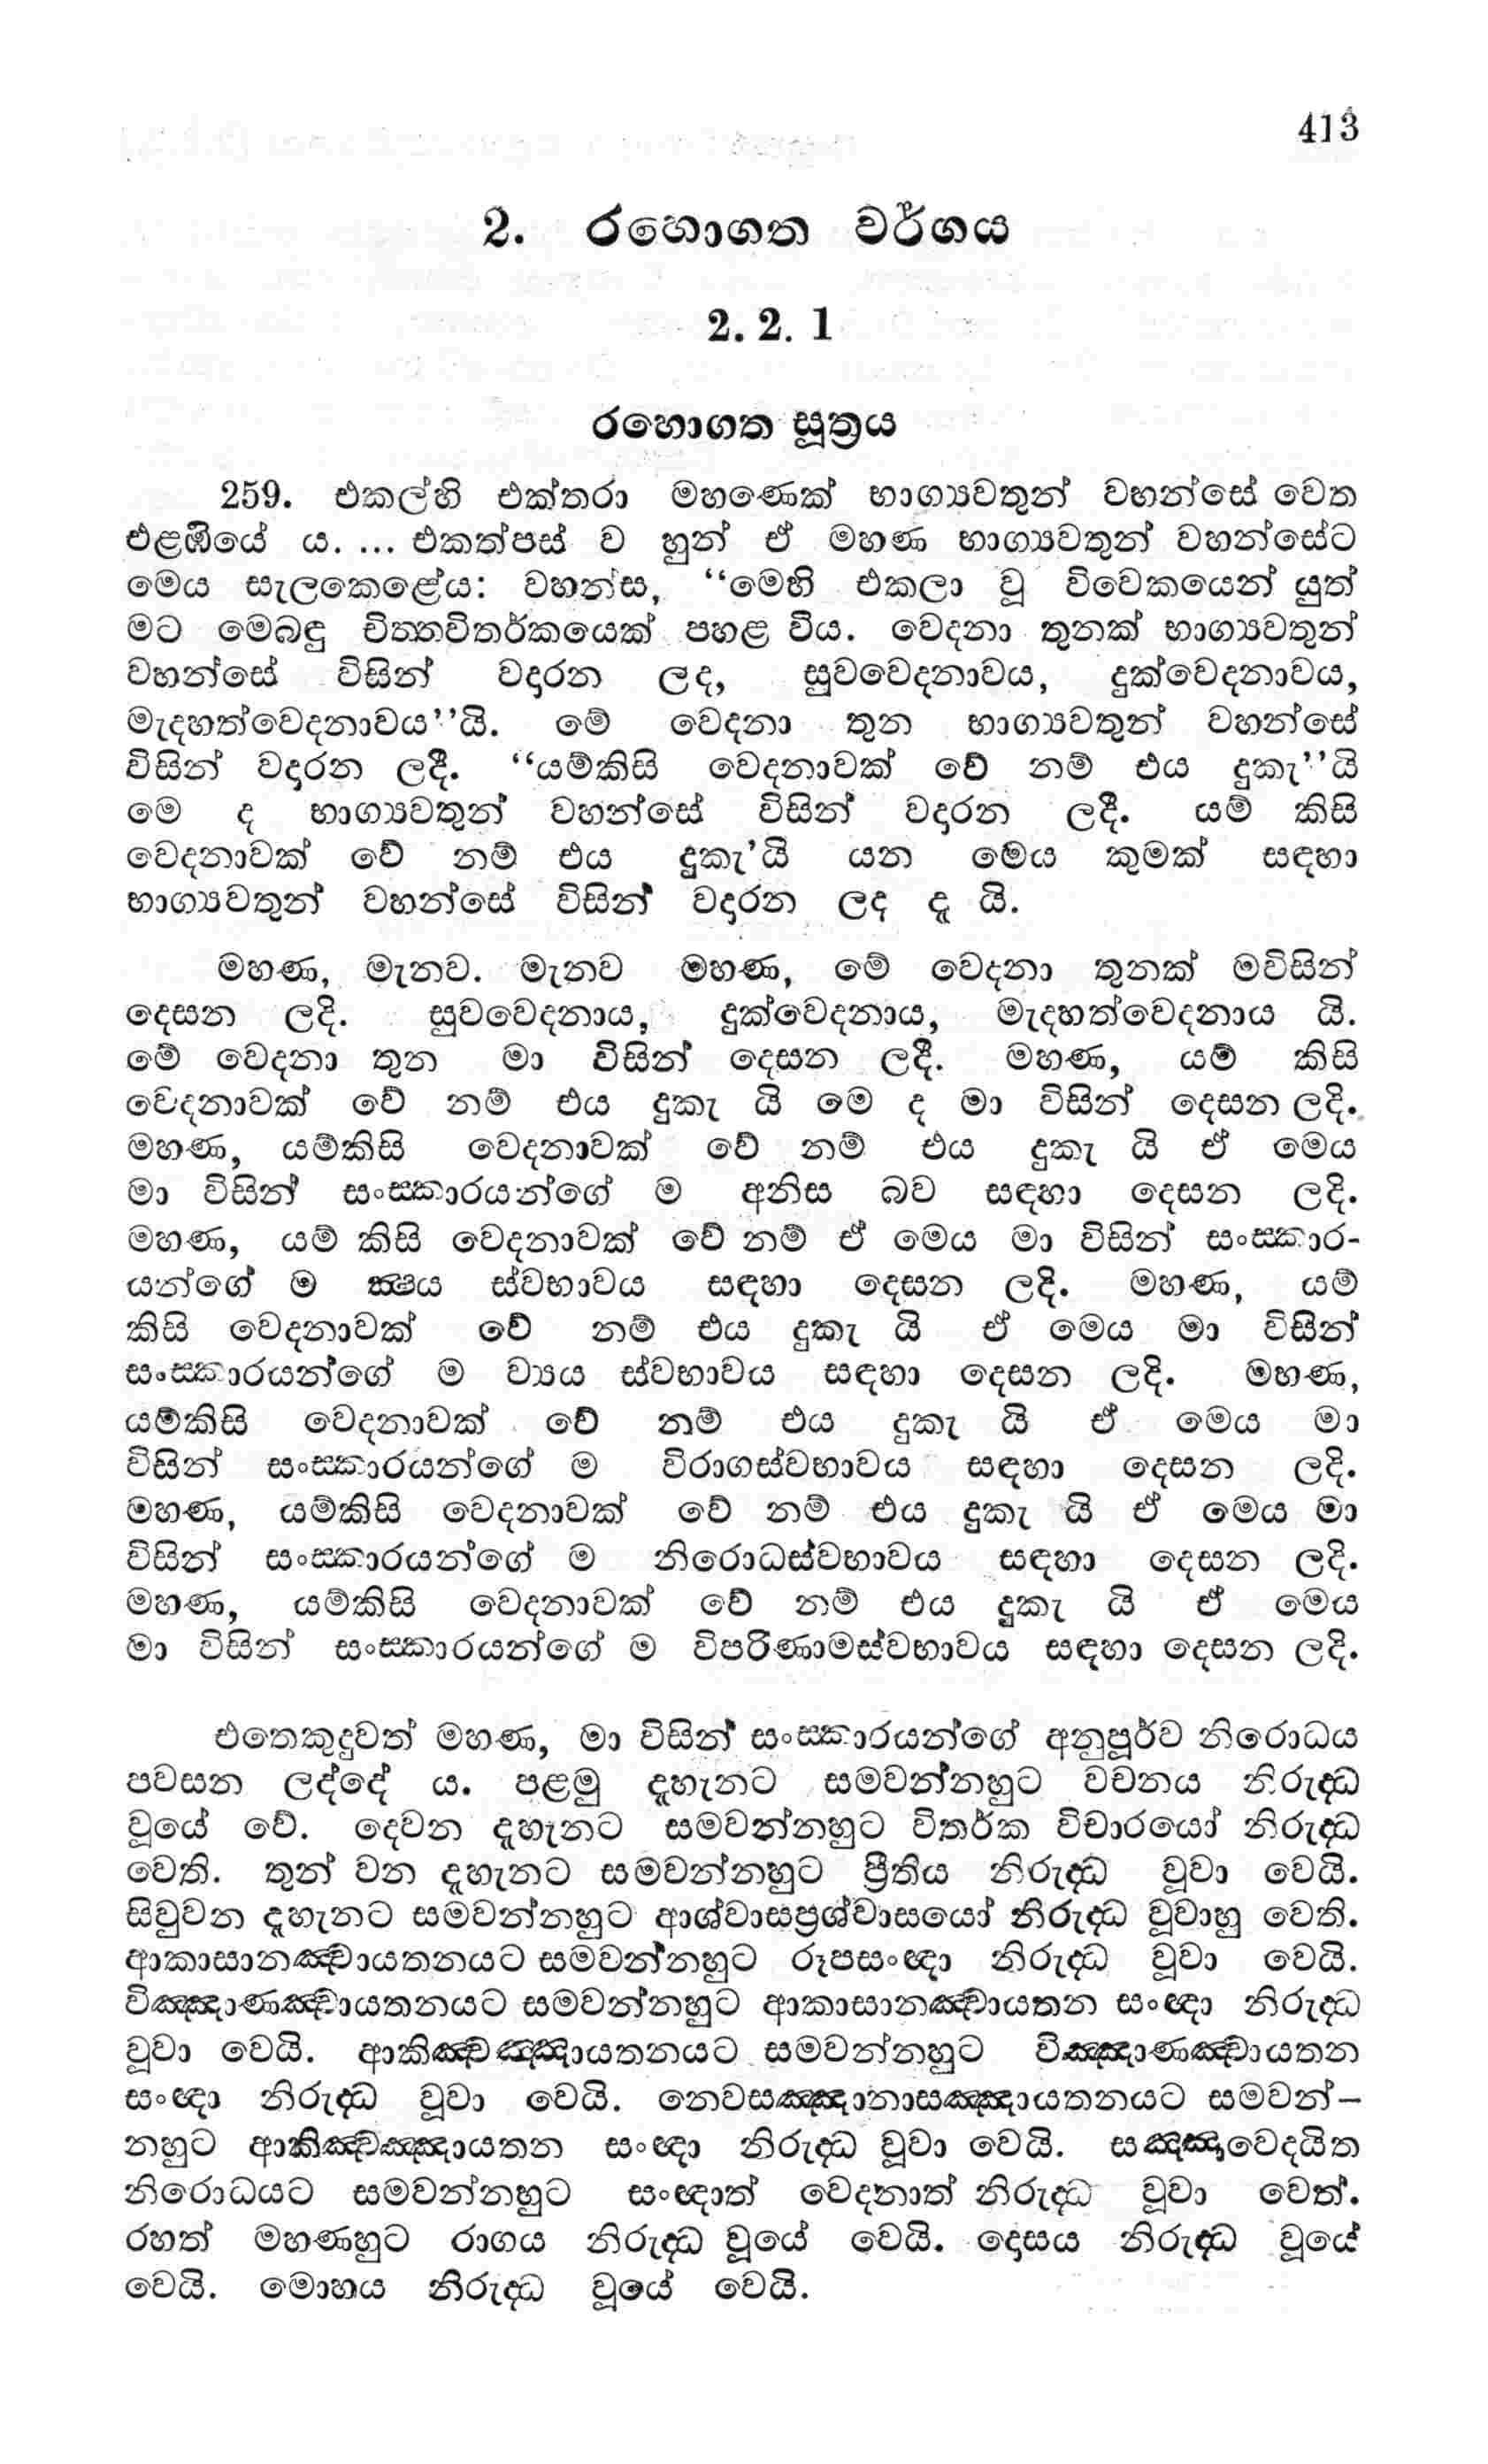 413
2. රහොගත වර්ගය
2. 2. 1
රහොගත සූත්‍රය
259. එකල්හි එක්තරා මහණෙක් භාග්‍යවතුන් වහන්සේ වෙත
එළඹියේ ය. ... එකත්පස් ව හුන් ඒ මහණ භාග්‍යවතුන් වහන්සේට
මෙය සැලකෙළේය: වහන්ස, “මෙහි එකලා වූ විවෙකයෙන් යුත්
මට මෙබඳු චිත්තවිතර්කයෙක් පහළ විය. වෙදනා තුනක් භාග්‍යවතුන්
වහන්සේ විසින් වදාරන ලද, සුවවෙදනාවය, දුක්වෙදනාවය,
මැදහත්වෙදනාවය”යි. මේ වෙදනා තුන භාග්‍යවතුන් වහන්සේ
විසින් වදාරන ලදී. “යම්කිසි වෙදනාවක් වේ නම් එය දුකැ”යි
මෙ ද භාග්‍යවතුන් වහන්සේ විසින් වදාරන ලදී. යම් කිසි
වෙදනාවක් වේ නම් එය දුකැ’යි යන මෙය කුමක් සඳහා
භාග්‍යවතුන් වහන්සේ විසින් වදාරන ලද දැ යි.
මහණ, මැනව. මැනව මහණ, මේ වෙදනා තුනක් මවිසින්
දෙසන ලදි. සුවවෙදනාය, දුක්වෙදනාය, මැදහත්වෙදනාය යි.
මේ වෙදනා තුන මා විසින් දෙසන ලදී. මහණ, යම් කිසි
වෙදනාවක් වේ නම් එය දුකැ යි මෙ ද මා විසින් දෙසන ලදි.
මහණ, යම්කිසි වෙදනාවක් වේ නම් එය දුකැ යි ඒ මෙය
මා විසින් සංස්කාරයන්ගේ ම අනිස බව සඳහා දෙසන ලදි.
මහණ, යම් කිසි වෙදනාවක් වේ නම් ඒ මෙය මා විසින් සංස්කාර-
යන්ගේ ම ක්‍ෂය ස්වභාවය සඳහා දෙසන ලදි. මහණ, යම්
කිසි වෙදනාවක් වේ නම් එය දුකැ යි ඒ මෙය මා විසින්
සංස්කාරයන්ගේ ම ව්‍යය ස්වභාවය සඳහා දෙසන ලදි. මහණ,
යම්කිසි වෙදනාවක් වේ නම් එය දුකැ යි ඒ මෙය මා
විසින් සංස්කාරයන්ගේ ම විරාගස්වභාවය සඳහා දෙසන ලදි.
මහණ, යම්කිසි වෙදනාවක් වේ නම් එය දුකැ යි ඒ මෙය මා
විසින් සංස්කාරයන්ගේ ම නිරොධස්වභාවය සඳහා දෙසන ලදි.
මහණ, යම්කිසි වෙදනාවක් වේ නම් එය දුකැ යි ඒ මෙය
මා විසින් සංස්කාරයන්ගේ ම විපරිණාමස්වභාවය සඳහා දෙසන ලදි.
එතෙකුදුවත් මහණ, මා විසින් සංස්කාරයන්ගේ අනුපූර්ව නිරොධය
පවසන ලද්දේ ය. පළමු දැහැනට සමවන්නහුට වචනය නිරුද්ධ
වූයේ වේ. දෙවන දැහැනට සමවන්නහුට විතර්ක විචාරයෝ නිරුද්ධ
වෙති. තුන් වන දැහැනට සමවන්නහුට ප්‍රීතිය නිරුද්ධ වූවා වෙයි.
සිවුවන දැහැනට සමවන්නහුට ආශ්වාසප්‍රශ්වාසයෝ නිරුද්ධ වූවාහු වෙති.
ආකාසානඤ්චායතනයට සමවන්නහුට රූපසංඥා නිරුද්ධ වූවා වෙයි.
විඤ්ඤාණඤ්චායතනයට සමවන්නහුට ආකාසානඤ්චායතන සංඥා නිරුද්ධ
වූවා වෙයි. ආකිඤ්චඤ්ඤායතනයට සමවන්නහුට විඤ්ඤාණඤ්චායතන
සංඥා නිරුද්ධ වූවා වෙයි. නෙවසඤ්ඤානාසඤ්ඤායතනයට සමවන්-
නහුට ආකිඤ්චඤ්ඤායතන සංඥා නිරුද්ධ වූවා වෙයි. සඤ්ඤාවෙදයිත
නිරොධයට සමවන්නහුට සංඥාත් වෙදනාත් නිරුද්ධ වූවා වෙත්.
රහත් මහණහුට රාගය නිරුද්ධ වූයේ වෙයි. දොසය නිරුද්ධ වූයේ
වෙයි. මොහය නිරුද්ධ වූයේ වෙයි.